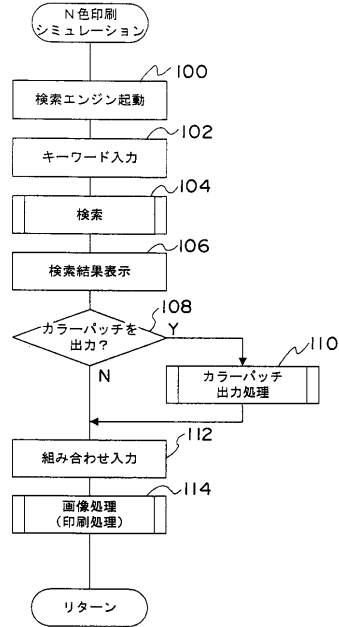 N色印刷
シミュレーション
100
検索エンジン起動
102
キーワード入力
104
検索
106
検索結果表示
108
カラーパッチを
出力？
Y
N
110
カラーパッチ
出力処理
112
組み合わせ入力
114
画像処理
(印刷処理)
リターン